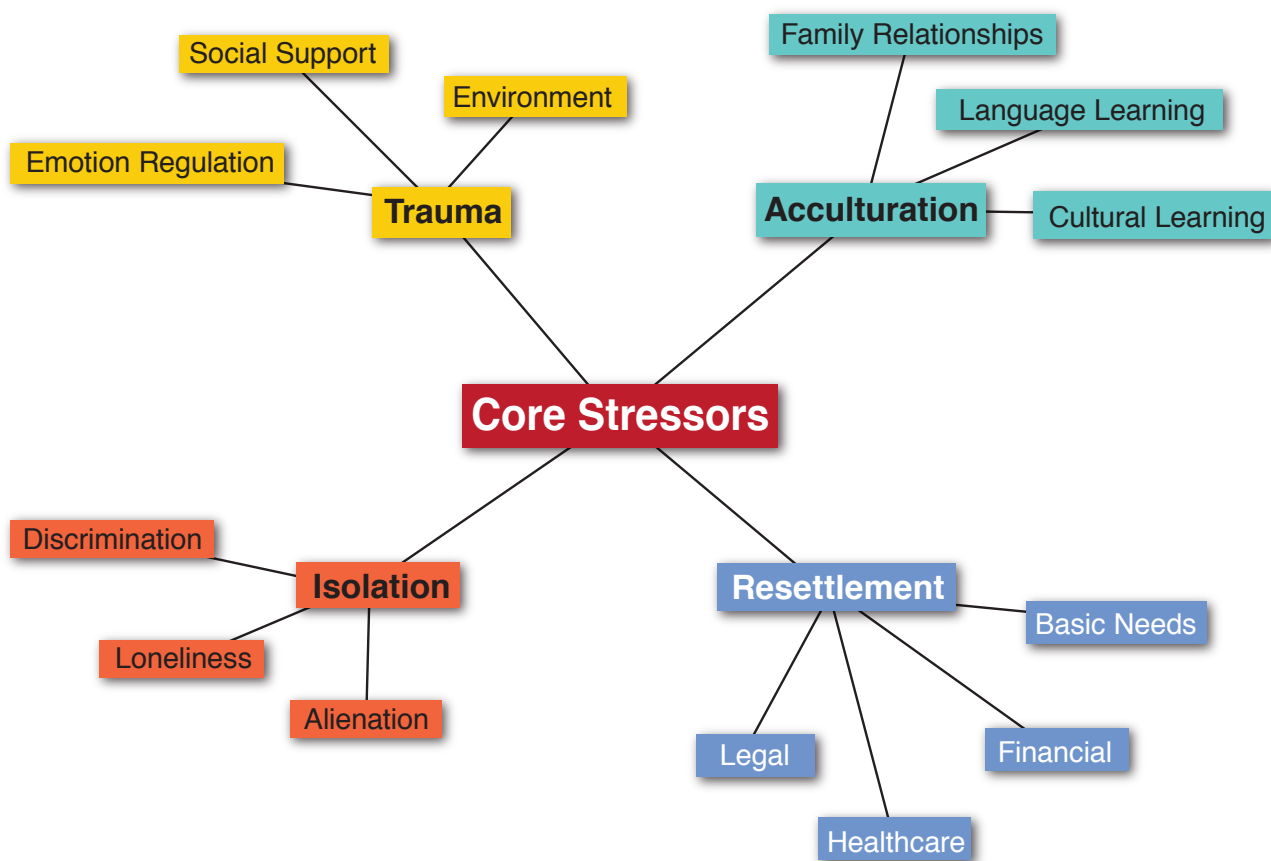 Social Support
Environment
Emotion Regulation
Trauma
Family Relationships
Language Learning
Acculturation
Cultural Learning
Core Stressors
Discrimination
Isolation
Loneliness
Alienation
Resettlement
Basic Needs
Legal
Financial
Healthcare